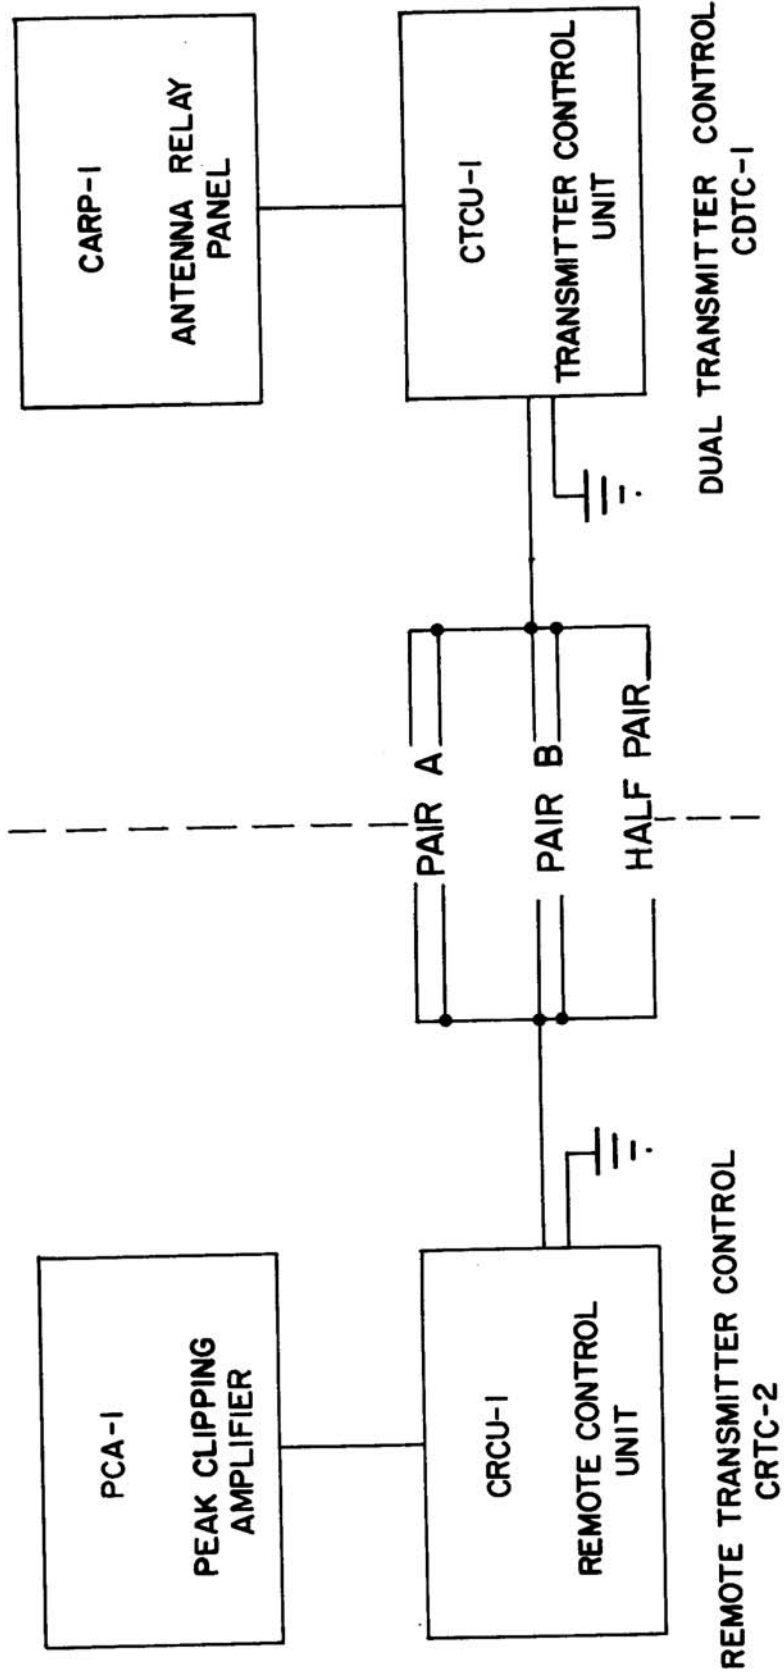 PCA-1
PEAK CLIPPING
AMPLIFIER
CRCU-1
REMOTE CONTROL
UNIT
REMOTE TRANSMITTER CONTROL
CRTC-2
PAIR A
PAIR B
HALF PAIR
CARP-1
ANTENNA RELAY
PANEL
CTCU-1
TRANSMITTER CONTROL
UNIT
DUAL TRANSMITTER CONTROL
CDTC-1